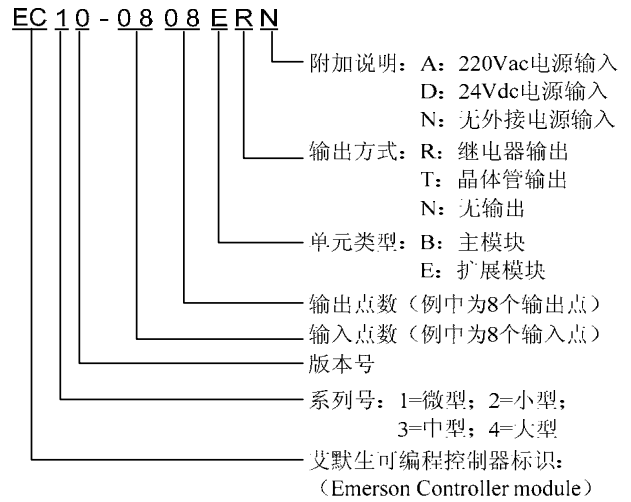 EC10-0808ERN
附加说明：A：220Vac电源输入
D：24Vdc电源输入
N：无外接电源输入
输出方式：R：继电器输出
T：晶体管输出
N：无输出
单元类型：B：主模块
E：扩展模块
输出点数（例中为8个输出点）
输入点数（例中为8个输入点）
版本号
系列号：1=微型；2=小型；
3=中型；4=大型
艾默生可编程控制器标识：
（Emerson Controller module）